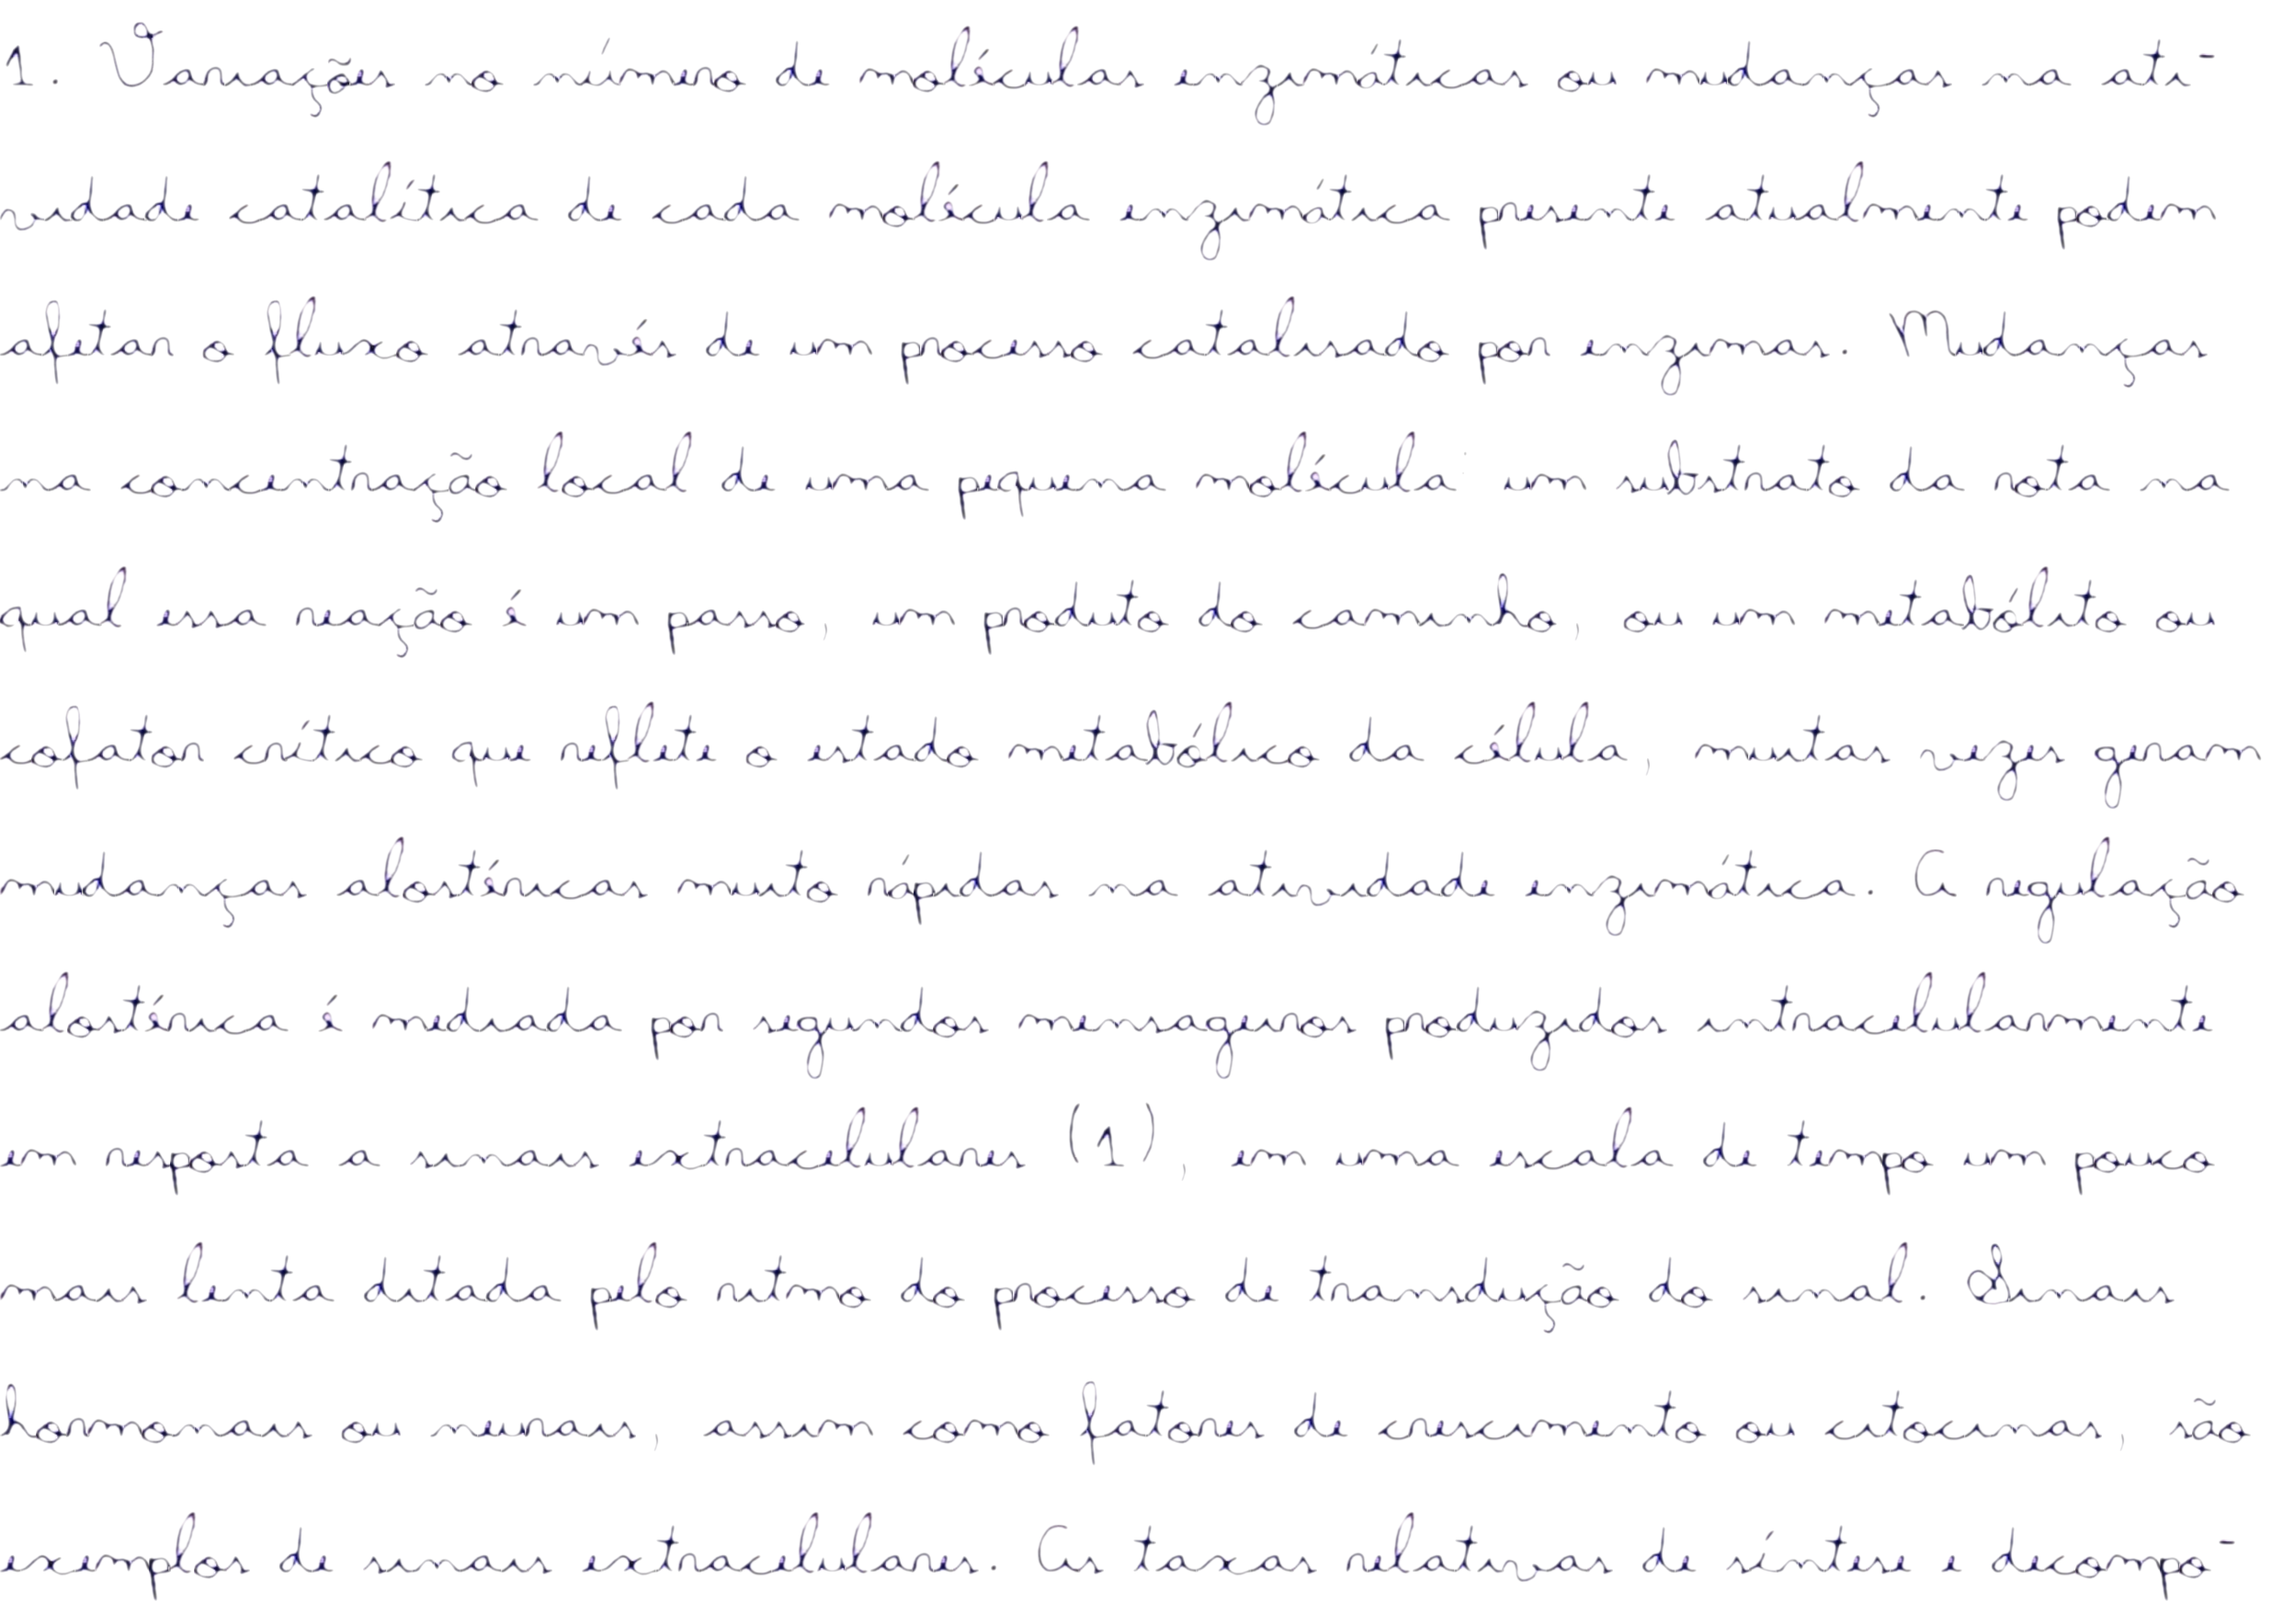 1. Variações no número de moléculas enzimáticas ou mudanças na ati-
vidade catalítica de cada molécula enzimática presente atualmente podem
afetar o fluxo através de um processo catalisado por enzimas. Mudanças
na concentração local de uma pequena molécula: um substrato da rota na
qual essa reação é um passo, um produto do caminho, ou um metabólito ou
cofator crítico que reflete o estado metabólico da célula, muitas vezes geram
mudanças alostéricas muito rápidas na atividade enzimática. A regulação
alostérica é mediada por segundos mensageiros produzidos intracelularmente
em resposta a sinais extracelulares (1), em uma escala de tempo um pouco
mais lenta ditada pelo ritmo do processo de transdução do sinal. Sinais
hormonais ou neurais, assim como fatores de crescimento ou citocinas, são
exemplos de sinais extracelulares. As taxas relativas de síntese e decompo-